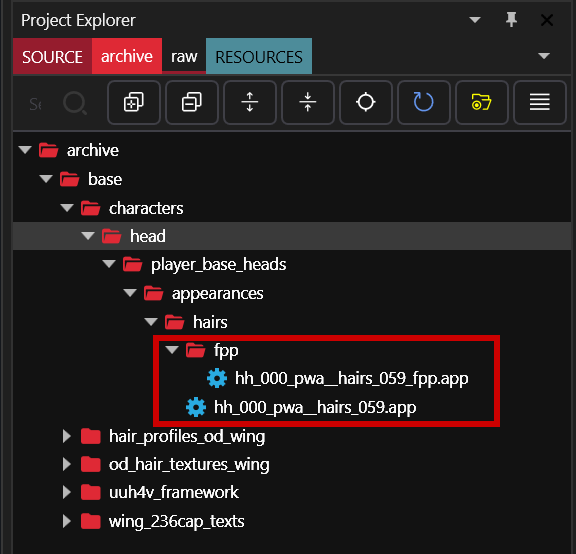 Project Explorer
SOURCE archive raw RESOURCES
archive
base
characters
head
player_base_heads
appearances
hairs
fpp
hh_000_pwa__hairs_059_fpp.app
hh_000_pwa__hairs_059.app
hair_profiles_od_wing
od_hair_textures_wing
uuh4v_framework
wing_236cap_texts